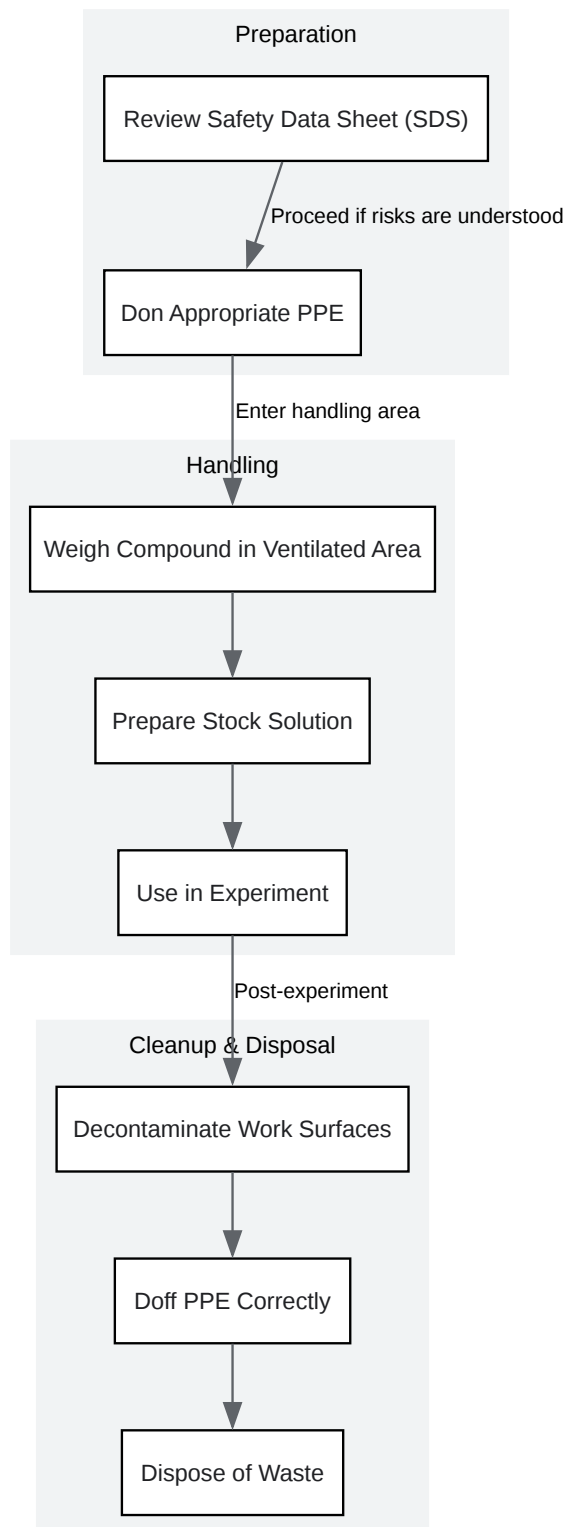 Preparation
Review Safety Data Sheet (SDS)
Proceed if risks are understood
Don Appropriate PPE
Enter handling area
Handling
Weigh Compound in Ventilated Area
Prepare Stock Solution
Use in Experiment
Post-experiment
Cleanup & Disposal
Decontaminate Work Surfaces
Doff PPE Correctly
Dispose of Waste